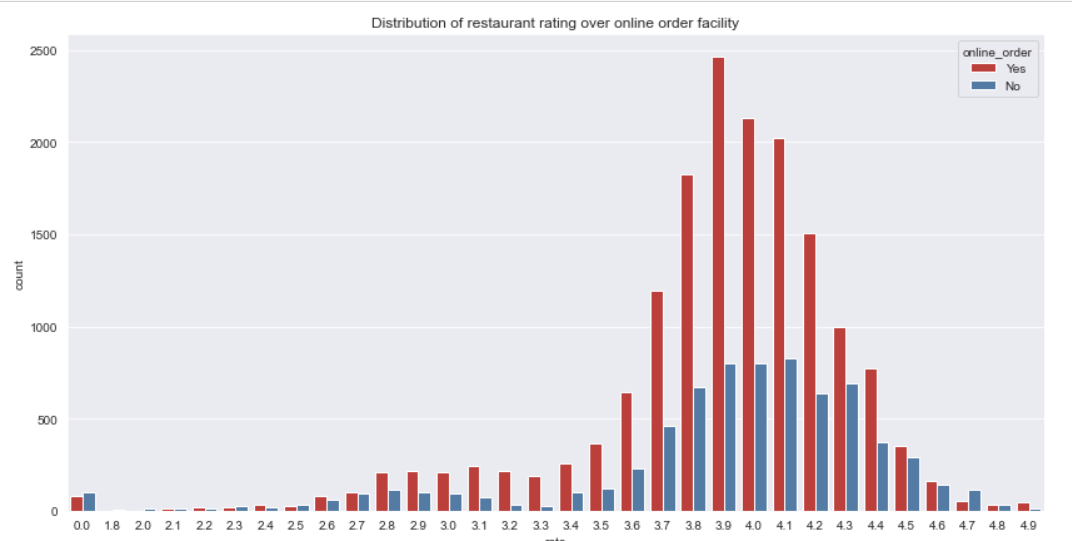 Distribution of restaurant rating over online order facility
online_order
Yes
No
2500
2000
1500
1000
500
0
count
0.0 1.8 2.0 2.1 2.2 2.3 2.4 2.5 2.6 2.7 2.8 2.9 3.0 3.1 3.2 3.3 3.4 3.5 3.6 3.7 3.8 3.9 4.0 4.1 4.2 4.3 4.4 4.5 4.6 4.7 4.8 4.9